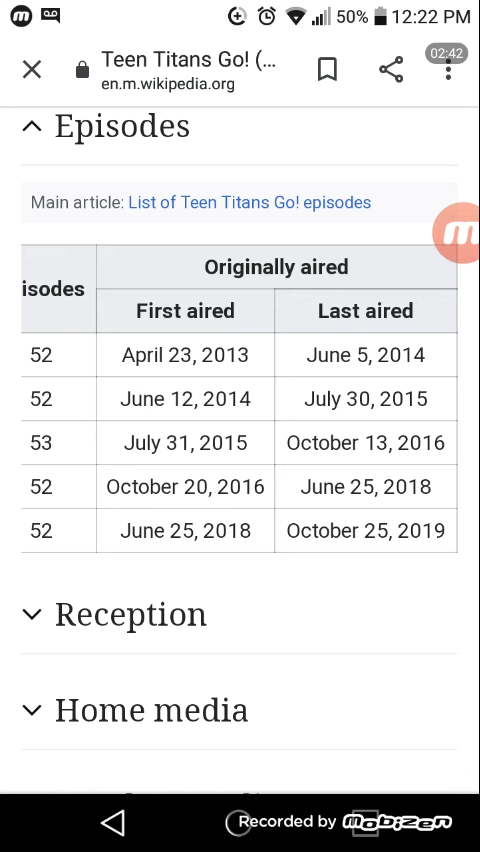 m 50% 12:22 PM
Teen Titans Go! (...
en.m.wikipedia.org
02:42
Episodes
Main article: List of Teen Titans Go! episodes
m
isodes
Originally aired
First aired Last aired
52 April 23, 2013 June 5, 2014
52 June 12, 2014 July 30, 2015
53 July 31, 2015 October 13, 2016
52 October 20, 2016 June 25, 2018
52 June 25, 2018 October 25, 2019
Reception
Home media
Recorded by Mobizen